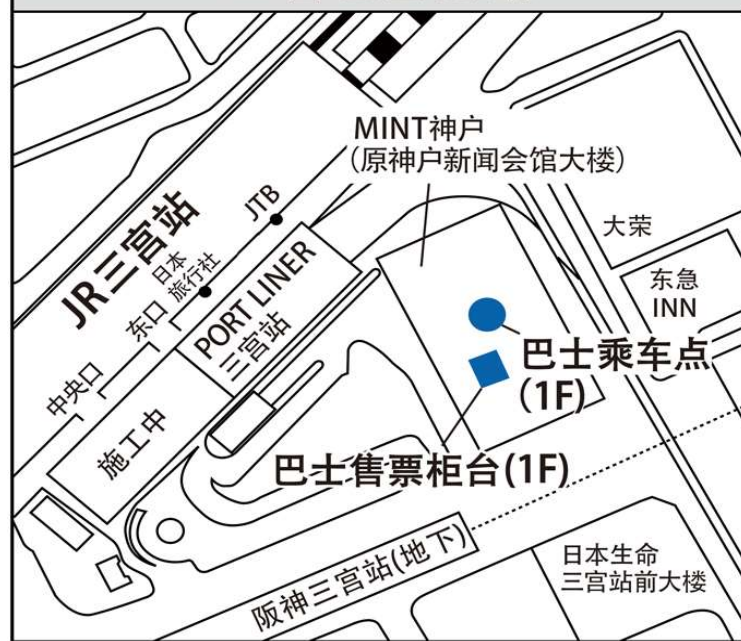 MINT神户
(原神户新闻会馆大楼)
JTB
大荣
JR三宫站
日本
旅行社
东急
INN
东口
PORT LINER
三宫站
巴士乘车点
(1F)
中央口
施工中
巴士售票柜台(1F)
日本生命
三宫站前大楼
阪神三宫站(地下)